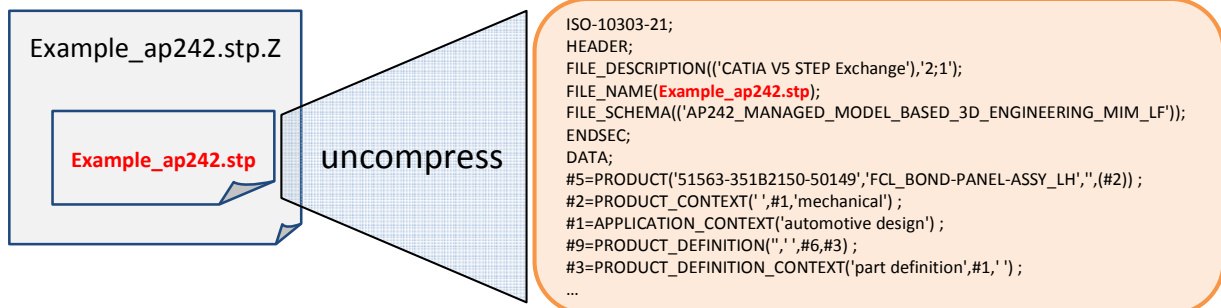 Example_ap242.stp.Z
Example_ap242.stp
uncompress
ISO-10303-21;
HEADER;
FILE_DESCRIPTION(('CATIA V5 STEP Exchange'),'2;1');
FILE_NAME(Example_ap242.stp);
FILE_SCHEMA(('AP242_MANAGED_MODEL_BASED_3D_ENGINEERING_MIM_LF'));
ENDSEC;
DATA;
#5=PRODUCT('51563-351B2150-50149','FCL_BOND-PANEL-ASSY_LH','',(#2)) ;
#2=PRODUCT_CONTEXT(' ',#1,'mechanical') ;
#1=APPLICATION_CONTEXT('automotive design') ;
#9=PRODUCT_DEFINITION('',' ',#6,#3) ;
#3=PRODUCT_DEFINITION_CONTEXT('part definition',#1,' ') ;
…